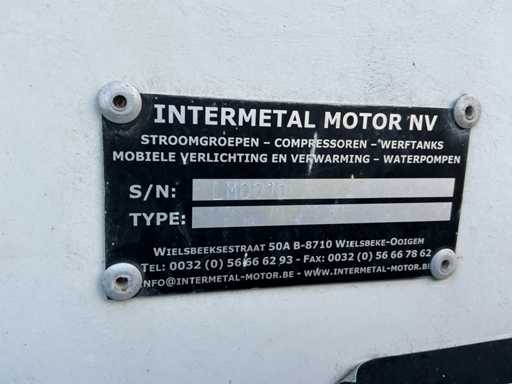 INTERMETAL MOTOR NV
STROOMGROEPEN – COMPRESSOREN – WERFTANKS
MOBIELE VERLICHTING EN VERWARMING – WATERPOMPEN
S/N:
TYPE:
WIELSBEEKSESTRAAT 50A B-8710 WIELSBEKE-OOIGEM
TEL: 0032 (0) 56 66 62 93 - FAX: 0032 (0) 56 66 78 62
INFO@INTERMETAL-MOTOR.BE - WWW.INTERMETAL-MOTOR.BE